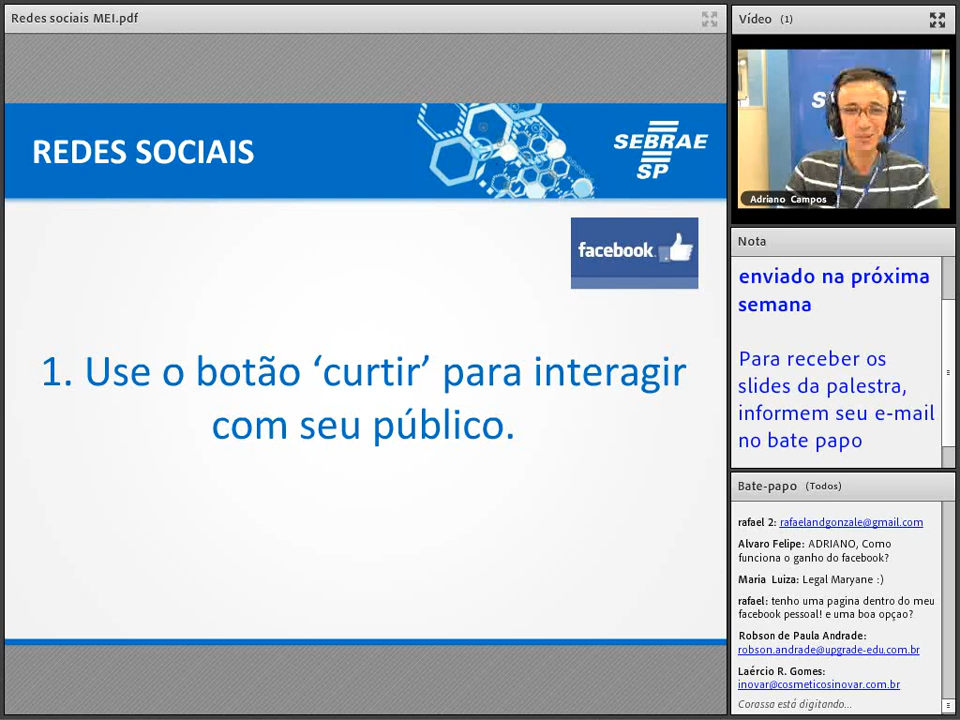 Redes sociais MEI.pdf
REDES SOCIAIS
SEBRAE
SP
facebook
1. Use o botão ‘curtir’ para interagir
com seu público.
Vídeo (1)
Adriano Campos
Nota
enviado na próxima
semana
Para receber os
slides da palestra,
informem seu e-mail
no bate papo
Bate-papo (Todos)
rafael 2: rafaelandgonzale@gmail.com
Alvaro Felipe: ADRIANO, Como
funciona o ganho do facebook?
Maria Luiza: Legal Maryane :)
rafael: tenho uma pagina dentro do meu
facebook pessoal! e uma boa opçao?
Robson de Paula Andrade:
robson.andrade@upgrade-edu.com.br
Laércio R. Gomes:
inovar@cosmeticosinovar.com.br
Corassa está digitando...